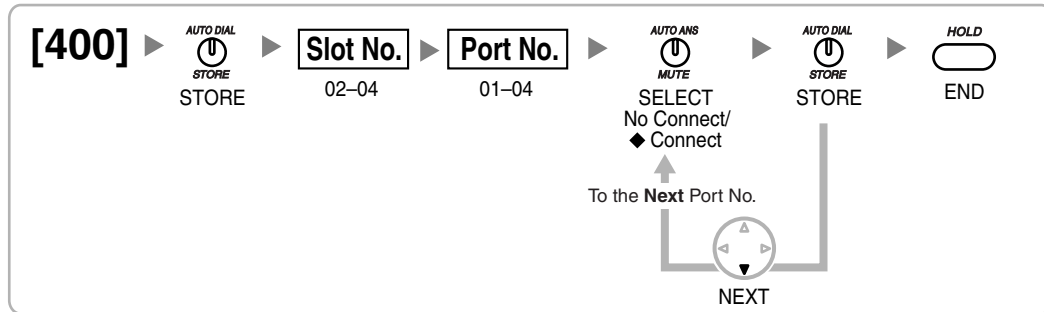 [400]
AUTO DIAL
STORE
STORE
Slot No.
02–04
Port No.
01–04
AUTO ANS
MUTE
SELECT
No Connect/
◆ Connect
AUTO DIAL
STORE
STORE
HOLD
END
To the Next Port No.
NEXT